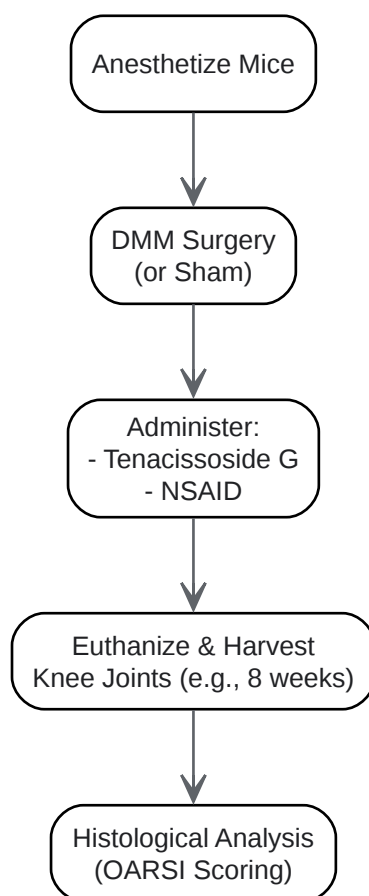 Anesthetize Mice
DMM Surgery
(or Sham)
Administer:
- Tenacissoside G
- NSAID
Euthanize & Harvest
Knee Joints (e.g., 8 weeks)
Histological Analysis
(OARSI Scoring)